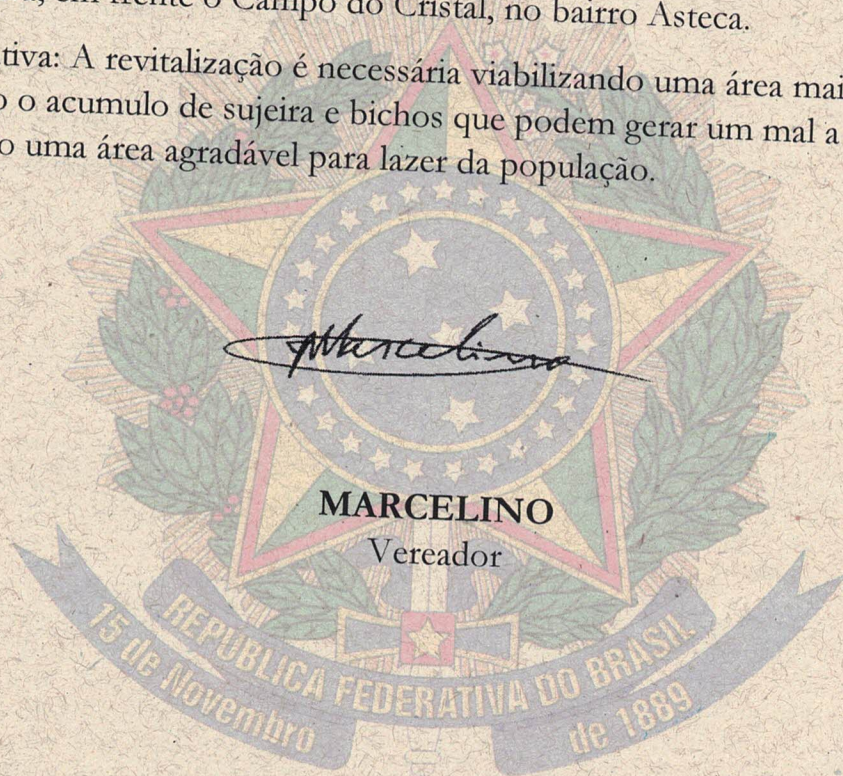 em frente o Campo do Cristal, no bairro Asteca.
tiva: A revitalização é necessária viabilizando uma área mai
o o acumulo de sujeira e bichos que podem gerar um mal a
o uma área agradável para lazer da população.
Marcelino
MARCELINO
Vereador
REPÚBLICA FEDERATIVA DO BRASIL
15 de Novembro de 1889